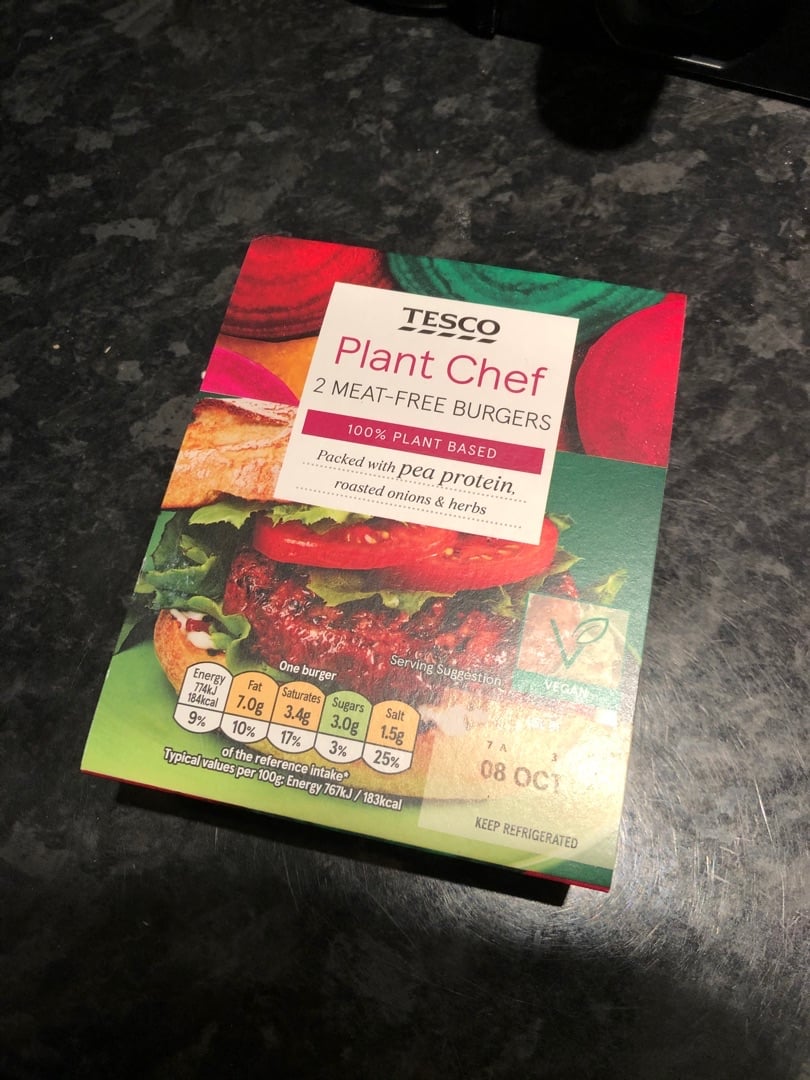 TESCO
Plant Chef
2 MEAT-FREE BURGERS
100% PLANT BASED
Packed with pea protein,
roasted onions & herbs
Serving Suggestion
VEGAN
One burger
Energy
774kJ
184kcal
9%
Fat
7.0g
10%
Saturates
3.4g
17%
Sugars
3.0g
3%
Salt
1.5g
25%
of the reference intake*
Typical values per 100g: Energy 767kJ / 183kcal
7 A 3
08 OCT
KEEP REFRIGERATED